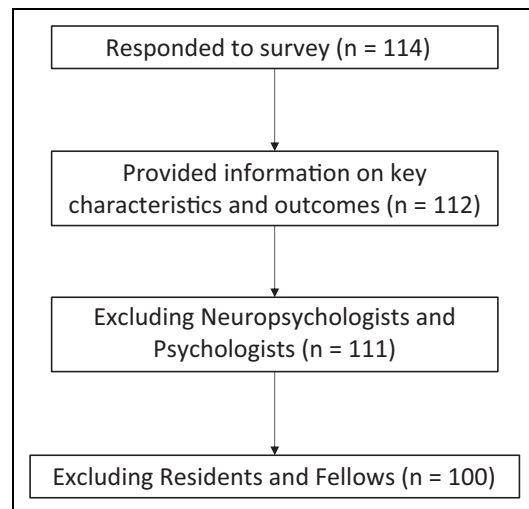 Responded to survey (n = 114)
Provided information on key
characteristics and outcomes (n = 112)
Excluding Neuropsychologists and
Psychologists (n = 111)
Excluding Residents and Fellows (n = 100)